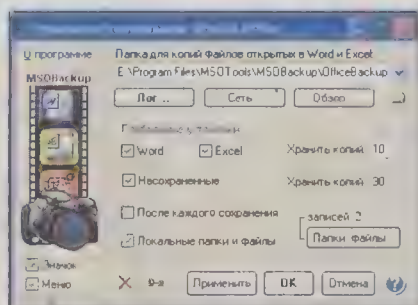 О программе
Папка для копий файлов открытых в Word и Excel
E:\Program Files\MSOTools\MSOBackup\OfficeBackup
MSOBackup
Лог ...
Сеть
Обзор
Word
Excel
Хранить копий 10
Несохраненные
Хранить копий 30
После каждого сохранения
записей 2
Локальные папки и файлы
Папки файлы
Значок
Меню
Применить
OK
Отмена